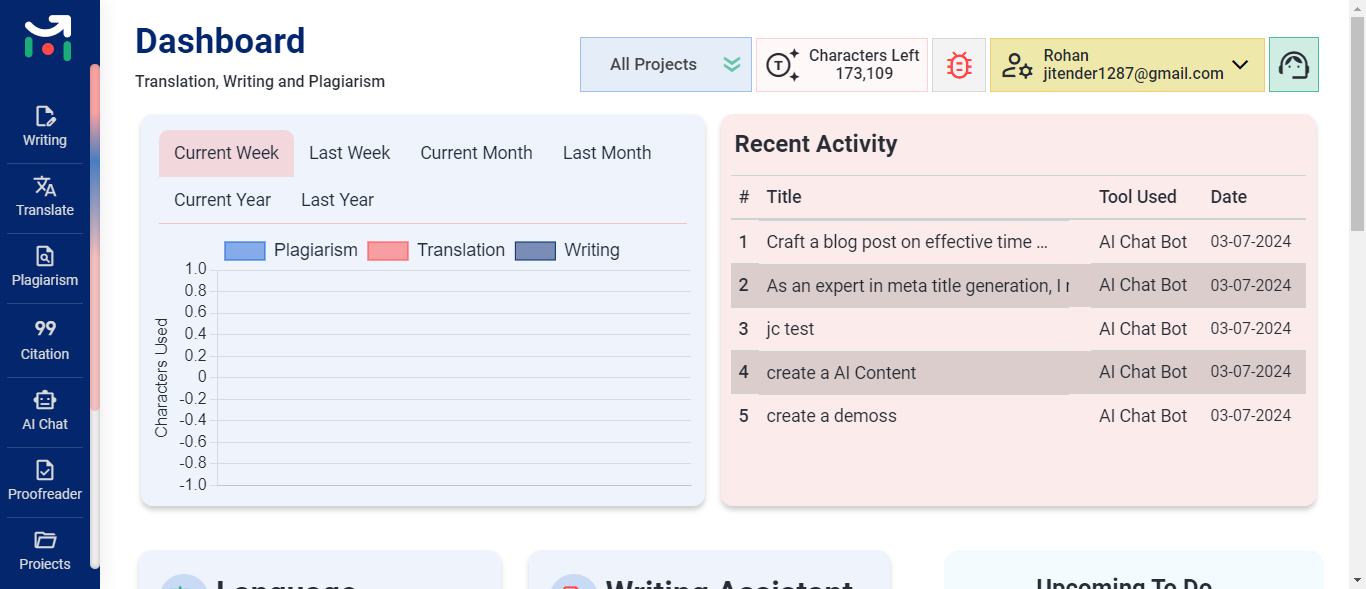 Dashboard
Translation, Writing and Plagiarism
All Projects
T
Characters Left
173,109
Rohan
jitender1287@gmail.com
Writing
Translate
Plagiarism
Citation
AI Chat
Proofreader
Projects
Current Week Last Week Current Month Last Month
Current Year Last Year
Plagiarism Translation Writing
Characters Used
1.0
0.8
0.6
0.4
0.2
0
-0.2
-0.4
-0.6
-0.8
-1.0
Recent Activity
# Title Tool Used Date
1 Craft a blog post on effective time ... AI Chat Bot 03-07-2024
2 As an expert in meta title generation, I AI Chat Bot 03-07-2024
3 jc test AI Chat Bot 03-07-2024
4 create a AI Content AI Chat Bot 03-07-2024
5 create a demoss AI Chat Bot 03-07-2024
Language
Writing Assistant
Upcoming To Do